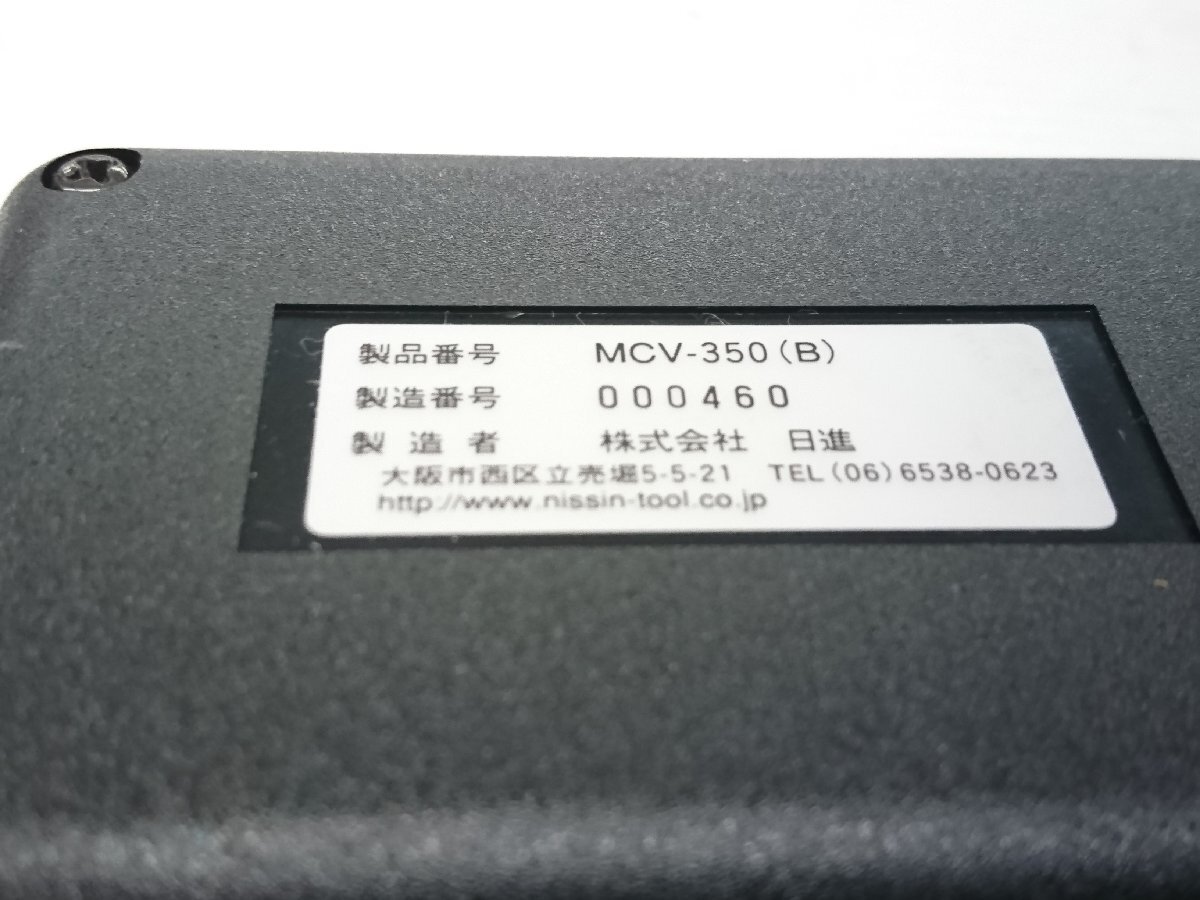 製品番号 MCV-350(B)
製造番号 000460
製造者 株式会社 日進
大阪市西区立売堀5-5-21 TEL(06)6538-0623
http://www.nissin-tool.co.jp